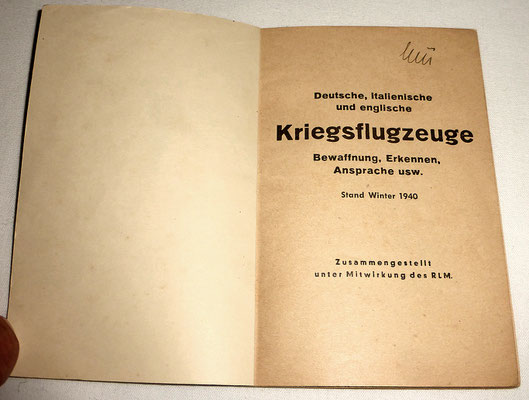 Deutsche, Italienische
und englische
Kriegsflugzeuge
Bewaffnung, Erkennen,
Ansprache usw.
Stand Winter 1940
Zusammengestellt
unter Mitwirkung des RLM.